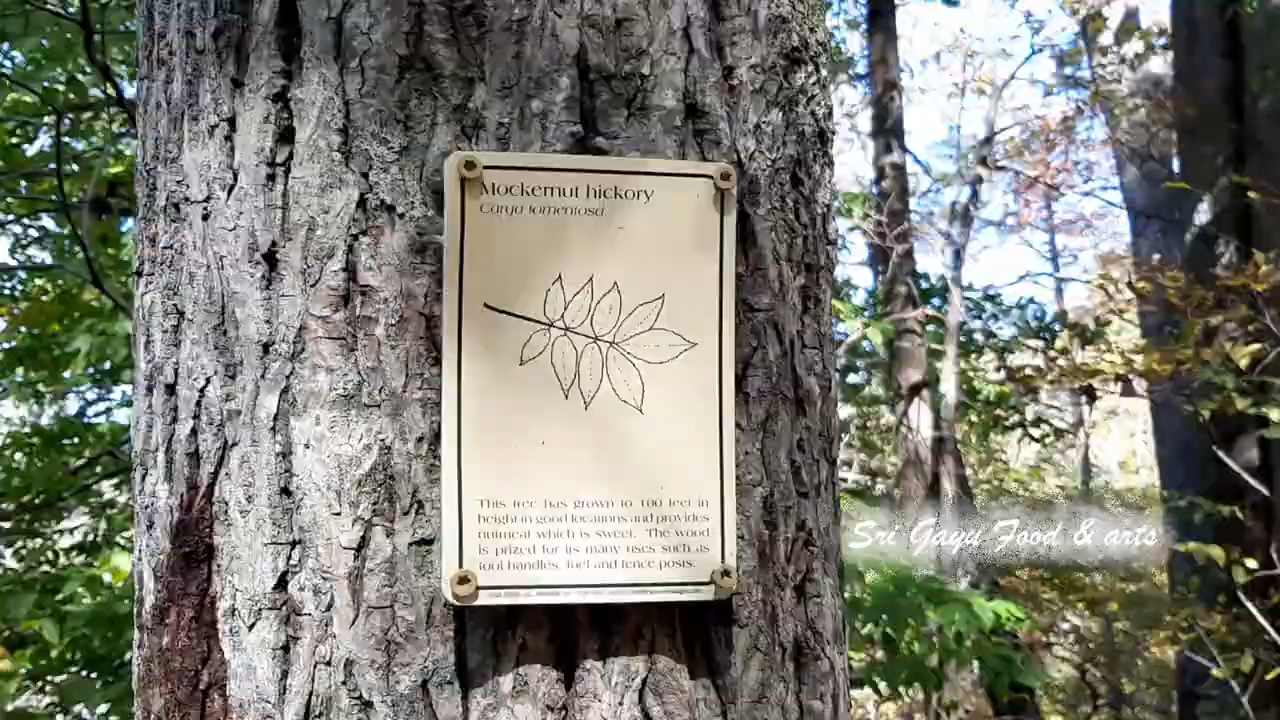 Mockernut hickory
Carya tomentosa
This tree has grown to 100 feet in
height in good locations and provides
nutmeat which is sweet. The wood
is prized for its many uses such as
tool handles, fuel and fence posts.
Sri Gayu Food & arts